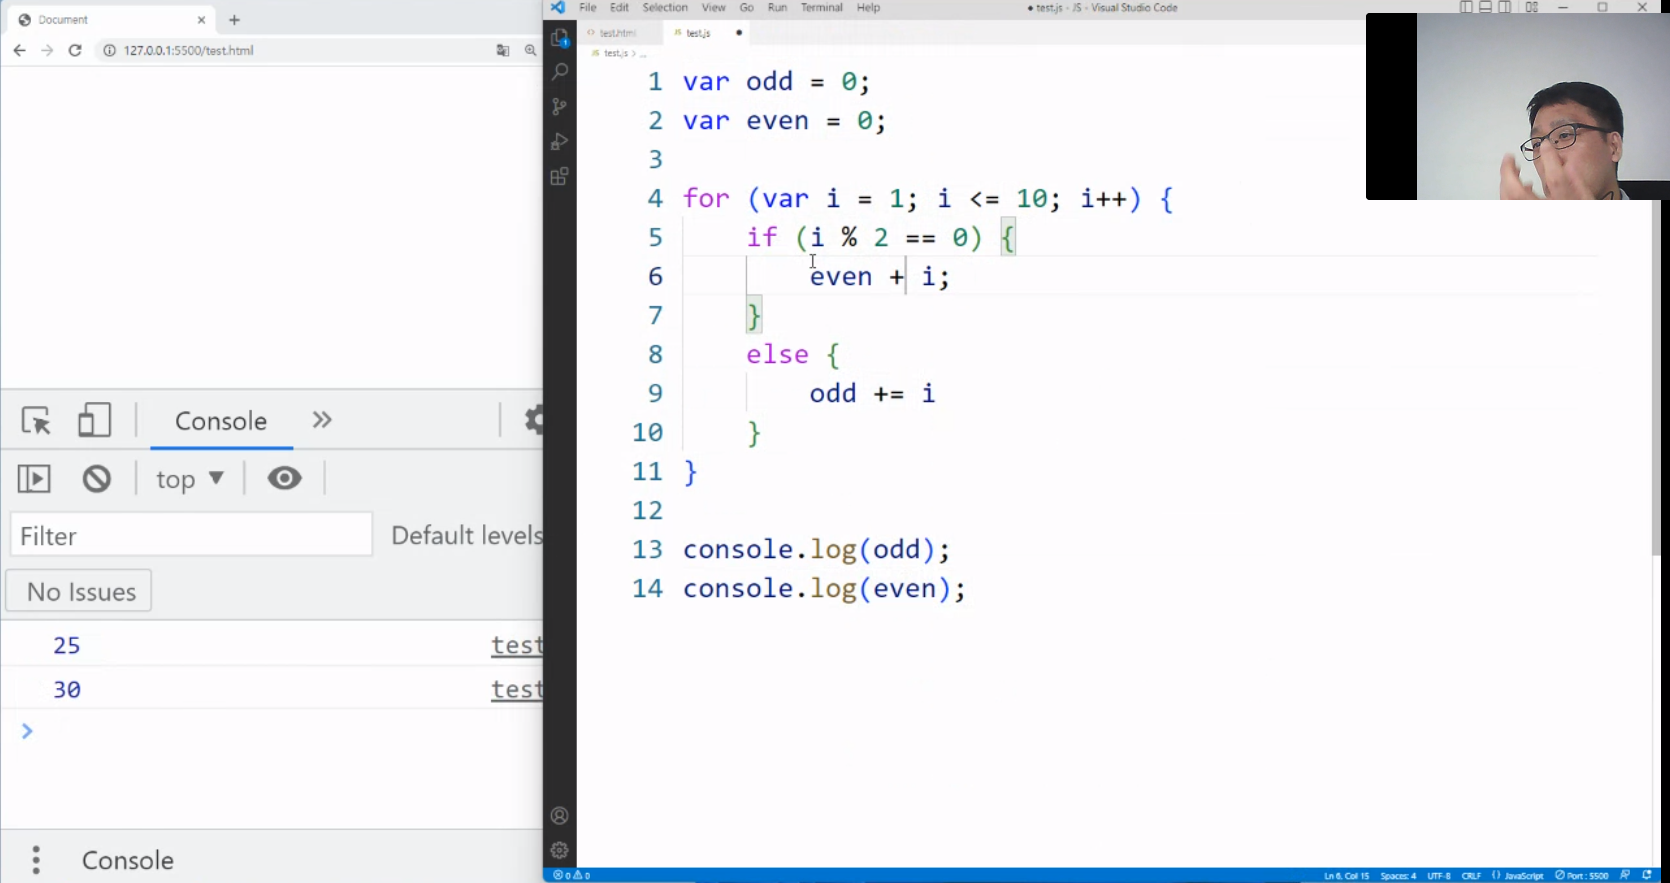 Document
127.0.0.1:5500/test.html
Console
top
Filter
Default levels
No Issues
25 test
30 test
Console
File Edit Selection View Go Run Terminal Help
● test.js - JS - Visual Studio Code
test.html
JS test.js
JS test.js > ...
1 var odd = 0;
2 var even = 0;
3
4 for (var i = 1; i <= 10; i++) {
5 if (i % 2 == 0) {
6 even + i;
7 }
8 else {
9 odd += i
10 }
11 }
12
13 console.log(odd);
14 console.log(even);
0 0
Ln 6, Col 15 Spaces: 4 UTF-8 CRLF {} JavaScript Port : 5500